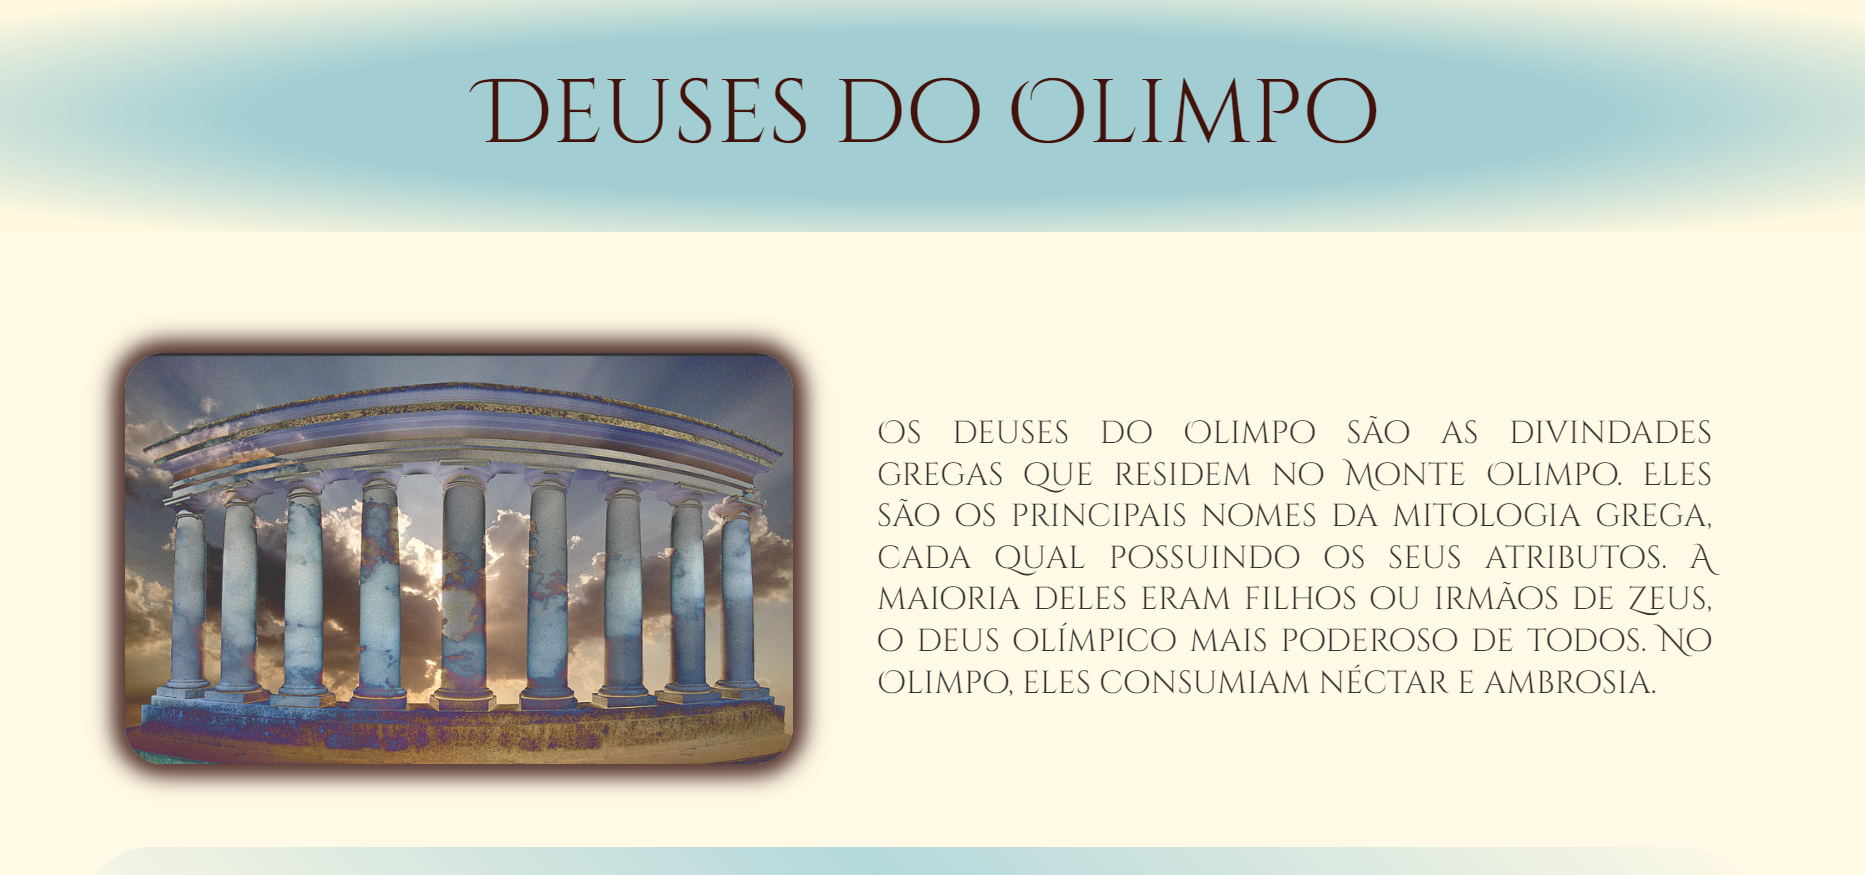 Deuses do Olimpo
Os deuses do Olimpo são as divindades
gregas que residem no Monte Olimpo. Eles
são os principais nomes da mitologia grega,
cada qual possuindo os seus atributos. A
maioria deles eram filhos ou irmãos de Zeus,
o deus olímpico mais poderoso de todos. No
Olimpo, eles consumiam néctar e ambrosia.